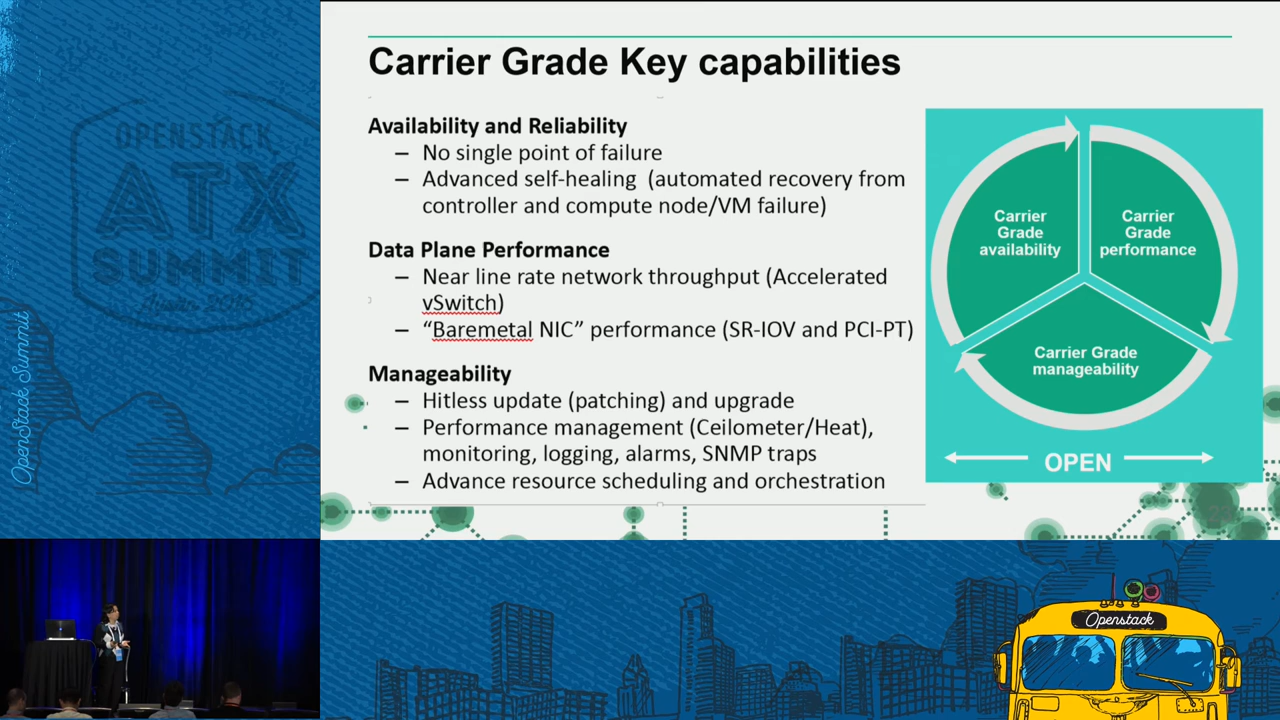 OPENSTACK
ATX
SUMMIT
Austin 2016
OpenStack Summit
Carrier Grade Key capabilities
Availability and Reliability
– No single point of failure
– Advanced self-healing (automated recovery from
controller and compute node/VM failure)
Data Plane Performance
– Near line rate network throughput (Accelerated
vSwitch)
– “Baremetal NIC” performance (SR-IOV and PCI-PT)
Manageability
– Hitless update (patching) and upgrade
– Performance management (Ceilometer/Heat),
monitoring, logging, alarms, SNMP traps
– Advance resource scheduling and orchestration
Carrier
Grade
availability
Carrier
Grade
performance
Carrier Grade
manageability
OPEN
23
Openstack